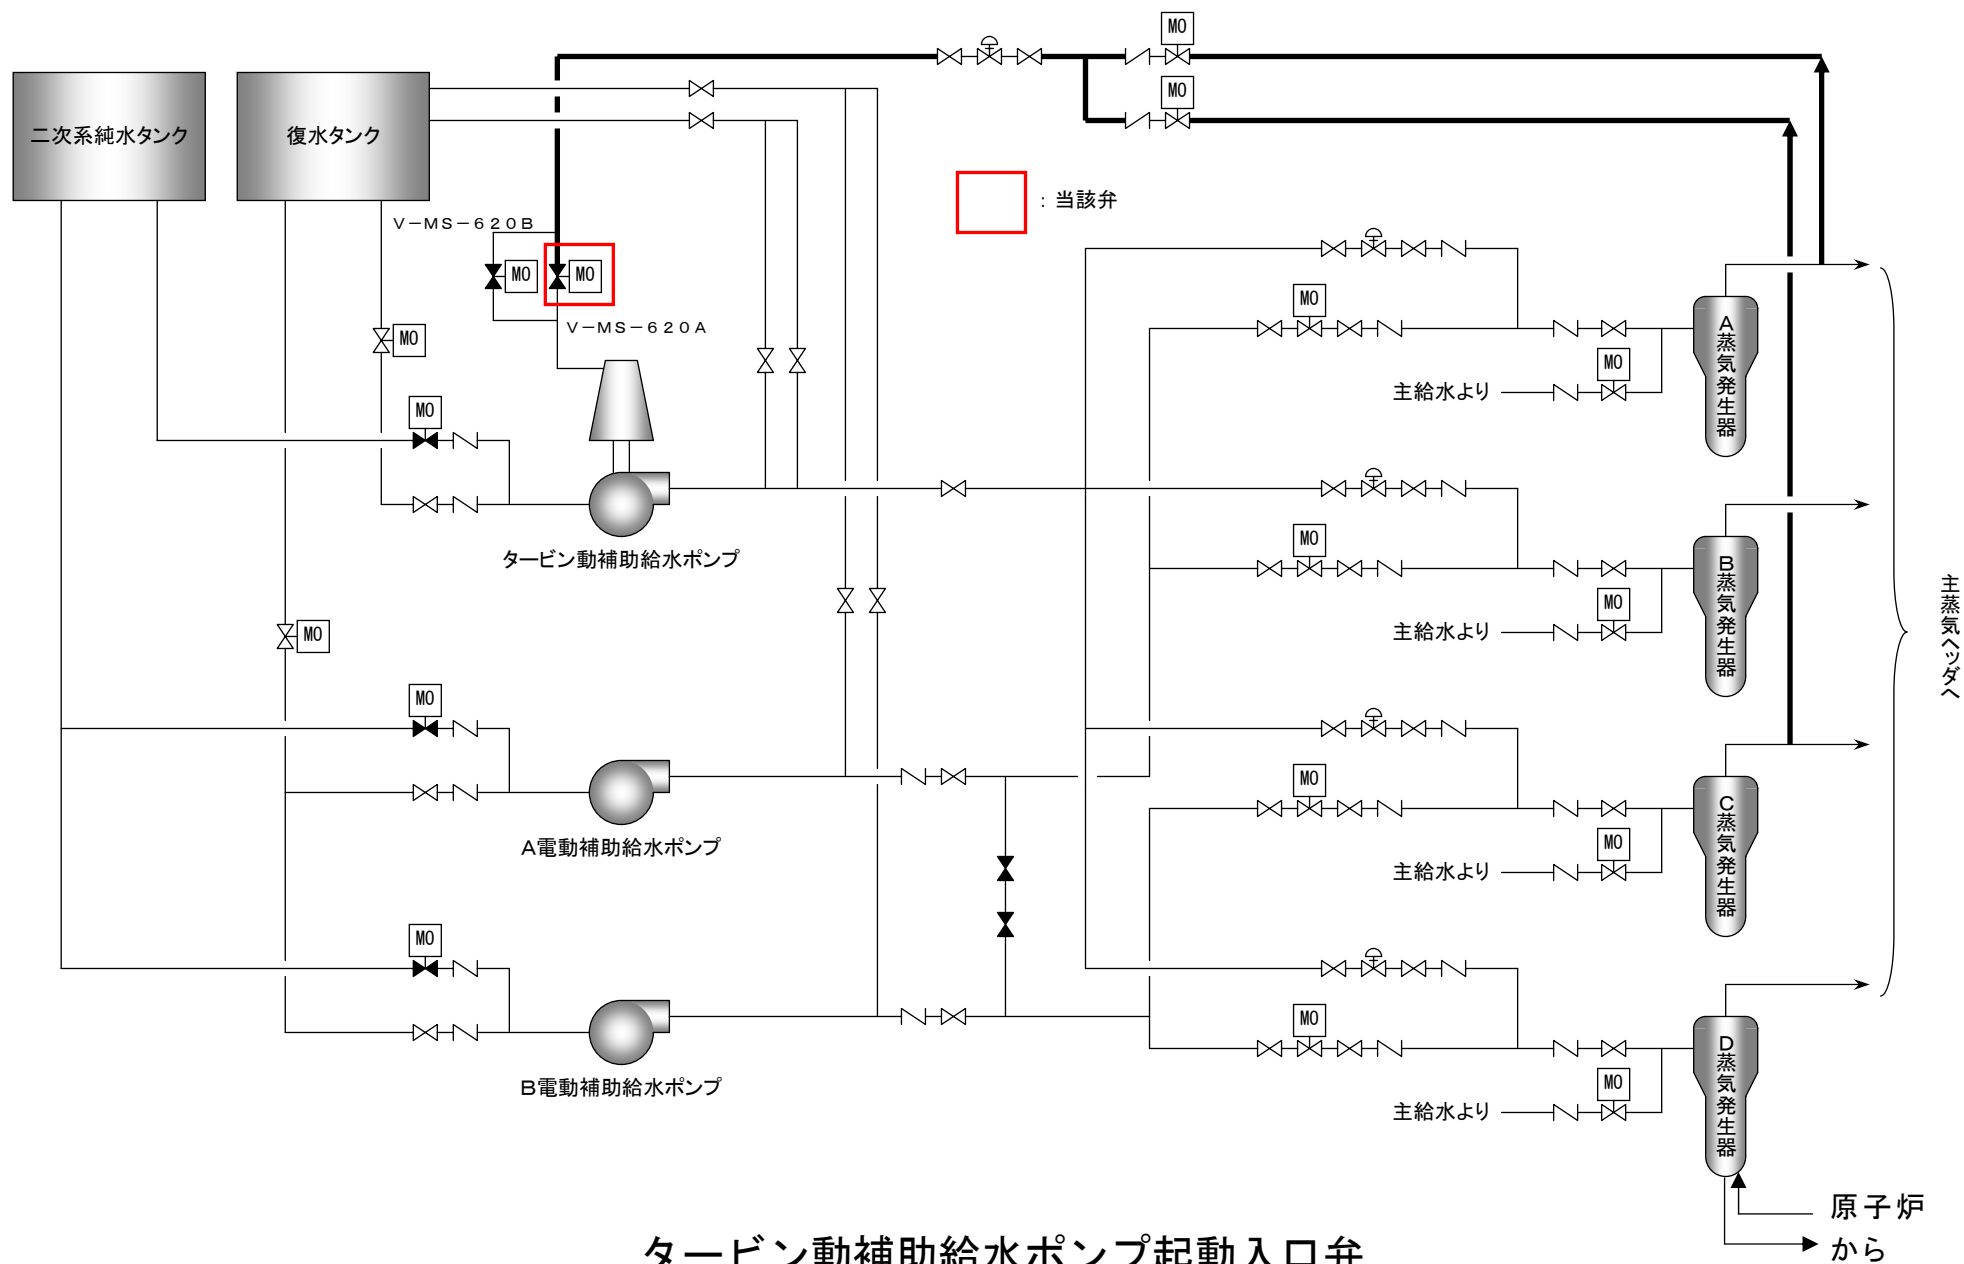 MO
MO
二次系純水タンク
復水タンク
：当該弁
V－MS－620B
MO
MO
V－MS－620A
MO
MO
タービン動補助給水ポンプ
MO
MO
A電動補助給水ポンプ
MO
B電動補助給水ポンプ
MO
MO
主給水より
A蒸気発生器
MO
MO
主給水より
B蒸気発生器
主蒸気ヘッダへ
MO
MO
主給水より
C蒸気発生器
MO
MO
主給水より
D蒸気発生器
原子炉
から
タービン動補助給水ポンプ起動入口弁